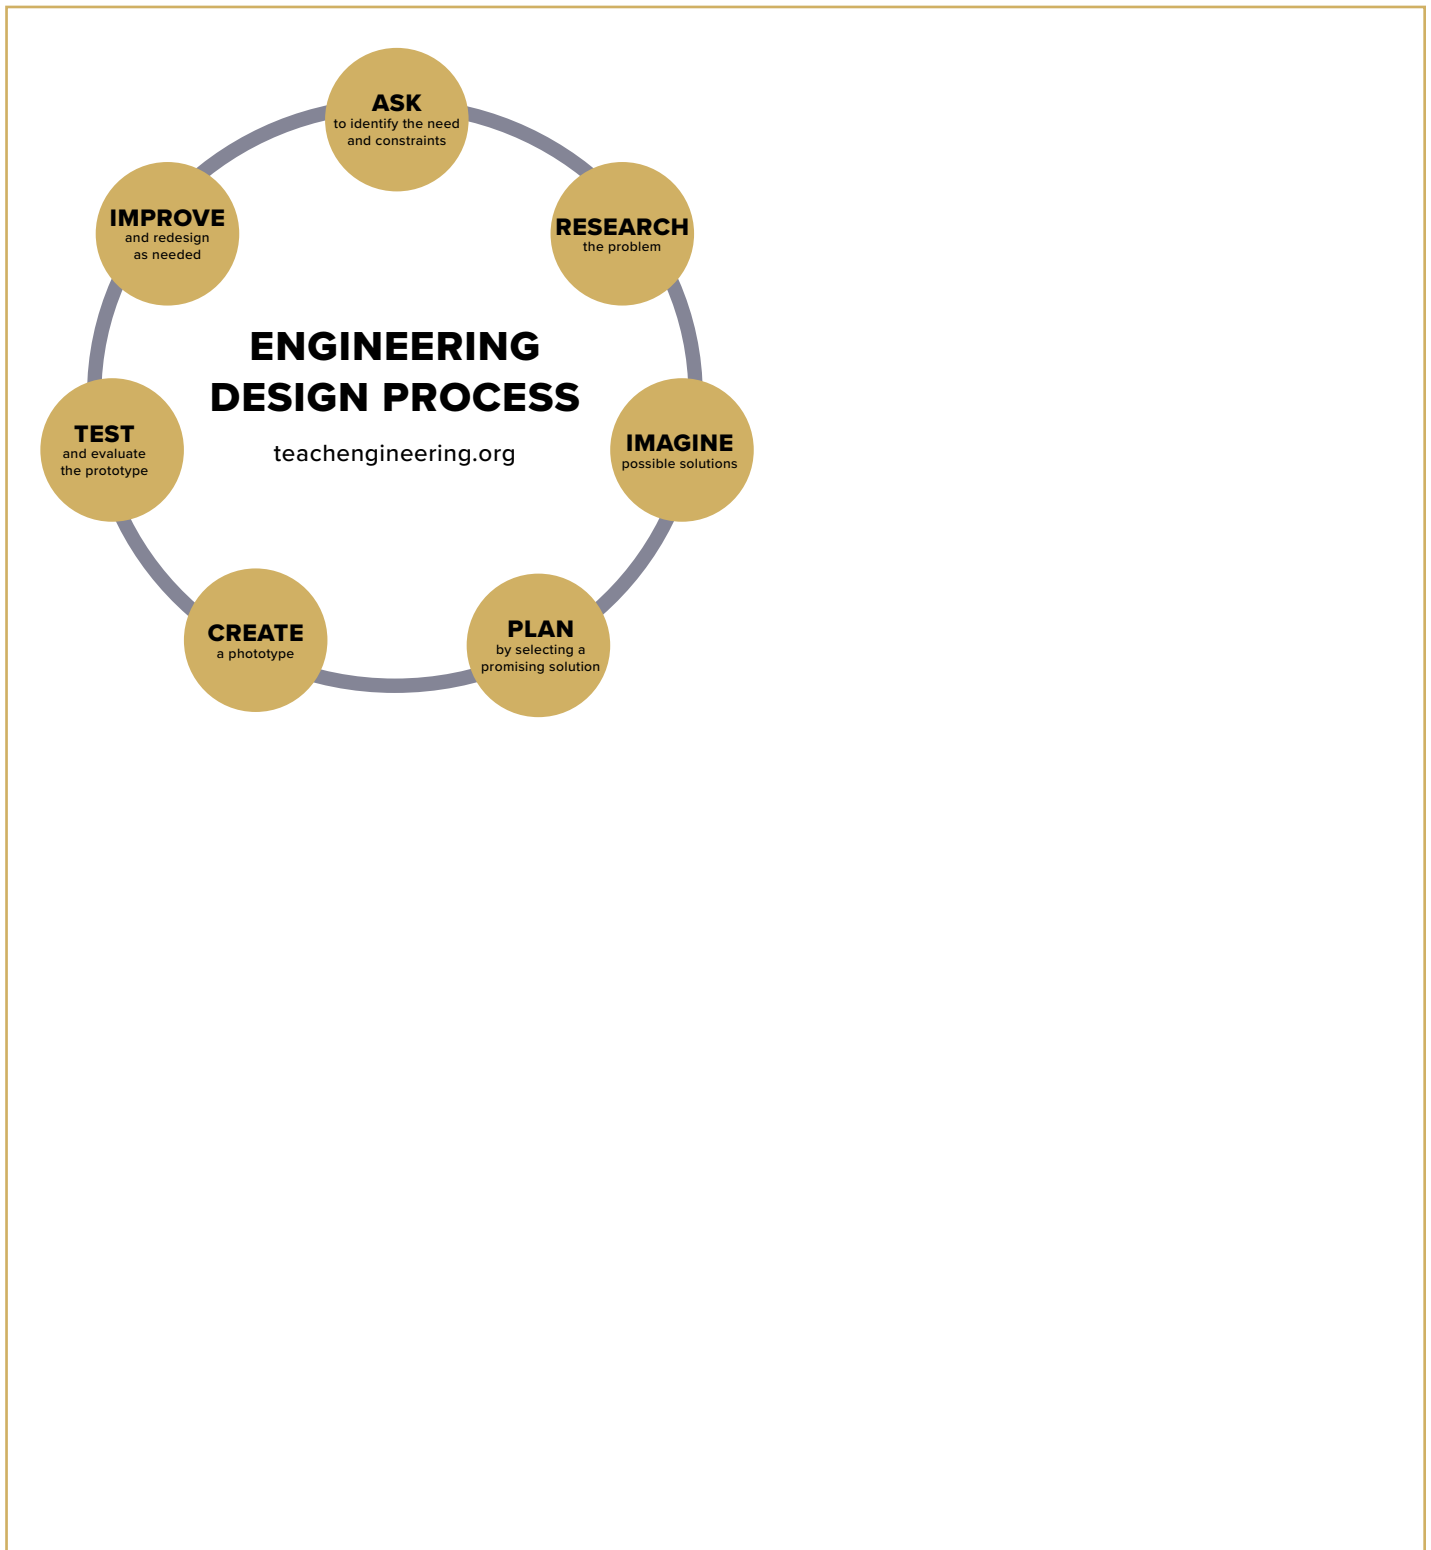 ASK
to identify the need
and constraints
RESEARCH
the problem
IMAGINE
possible solutions
PLAN
by selecting a
promising solution
CREATE
a phototype
TEST
and evaluate
the prototype
IMPROVE
and redesign
as needed
ENGINEERING
DESIGN PROCESS
teachengineering.org